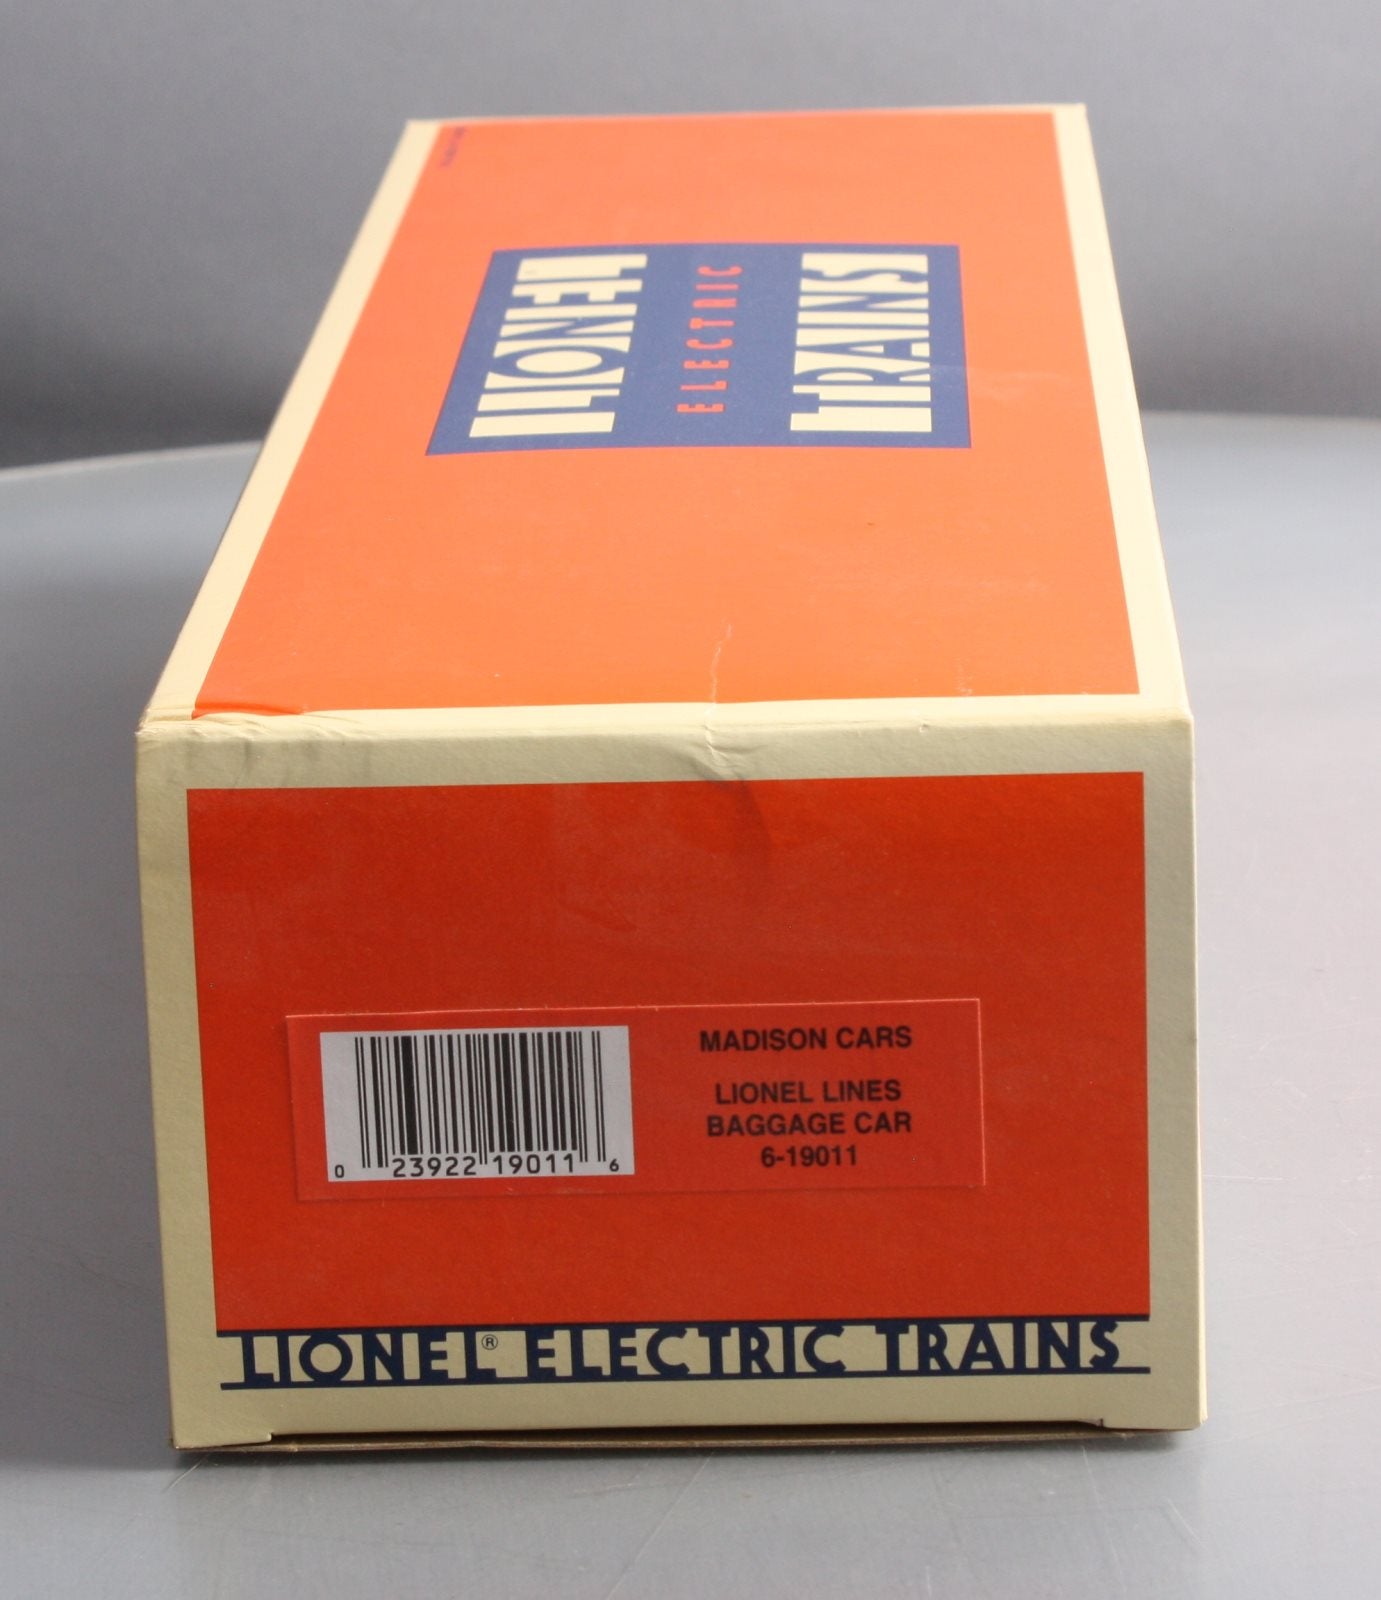 LIONEL
ELECTRIC
TRAINS
MADISON CARS
LIONEL LINES
BAGGAGE CAR
6-19011
0 23922 19011 6
LIONEL® ELECTRIC TRAINS